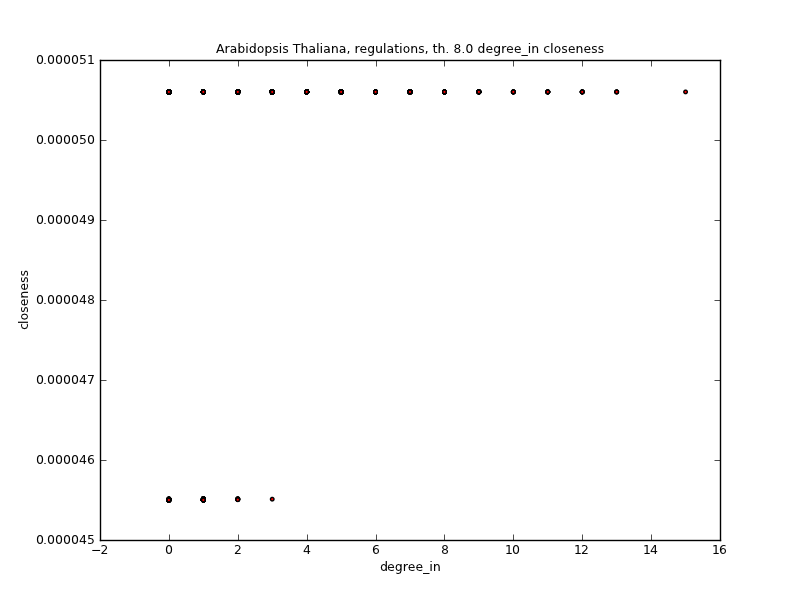 Arabidopsis Thaliana, regulations, th. 8.0 degree_in closeness
0.000051
0.000050
0.000049
0.000048
closeness
0.000047
0.000046
0.000045
−2 0 2 4 6 8 10 12 14 16
degree_in